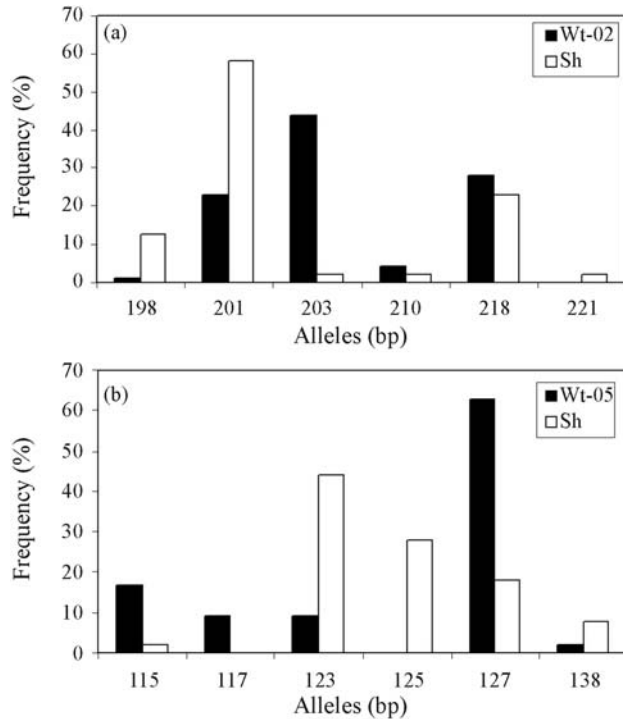 (a)
Wt-02
Sh
Frequency (%)
70
60
50
40
30
20
10
0
198 201 203 210 218 221
Alleles (bp)
(b)
Wt-05
Sh
Frequency (%)
70
60
50
40
30
20
10
0
115 117 123 125 127 138
Alleles (bp)